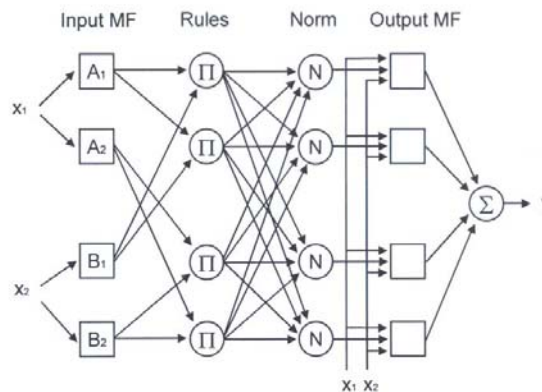 Input MF Rules Norm Output MF
A1 Π N
x1
A2 Π N
Σ
B1 Π N
x2
B2 Π N
x1 x2